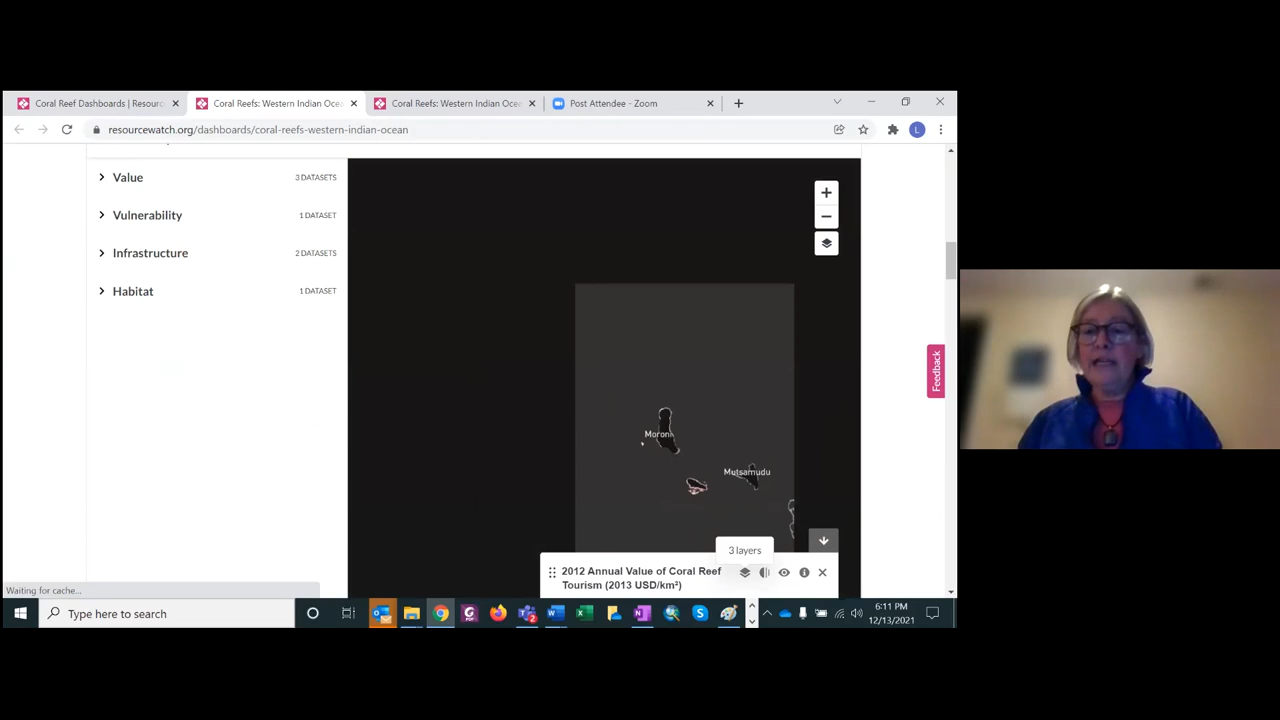 Coral Reef Dashboards | Resourc
Coral Reefs: Western Indian Ocea
Coral Reefs: Western Indian Ocea
Post Attendee - Zoom
resourcewatch.org/dashboards/coral-reefs-western-indian-ocean
L
Value 3 DATASETS
Vulnerability 1 DATASET
Infrastructure 2 DATASETS
Habitat 1 DATASET
Feedback
Moroni
Mutsamudu
3 layers
2012 Annual Value of Coral Reef
Tourism (2013 USD/km²)
Waiting for cache...
Type here to search
6:11 PM
12/13/2021